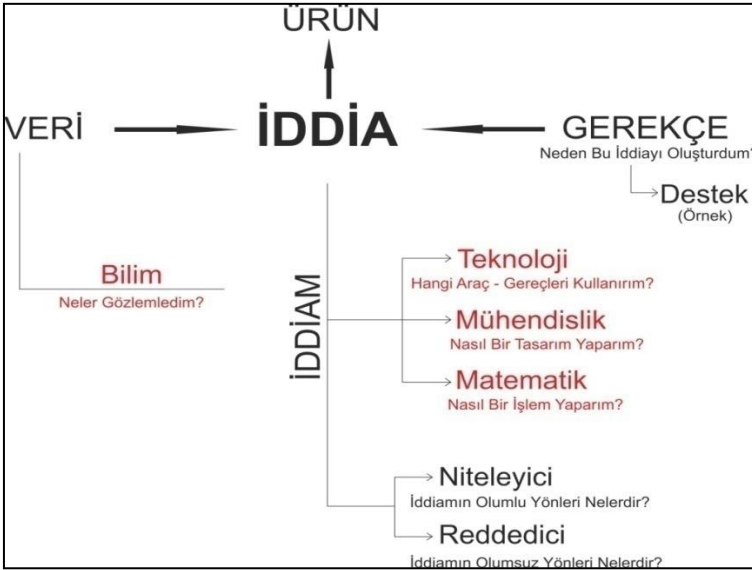 ÜRÜN
VERİ
İDDİA
GEREKÇE
Neden Bu İddiayı Oluşturdum?
Destek
(Örnek)
Bilim
Neler Gözlemledim?
İDDİAM
Teknoloji
Hangi Araç - Gereçleri Kullanırım?
Mühendislik
Nasıl Bir Tasarım Yaparım?
Matematik
Nasıl Bir İşlem Yaparım?
Niteleyici
İddiamın Olumlu Yönleri Nelerdir?
Reddedici
İddiamın Olumsuz Yönleri Nelerdir?